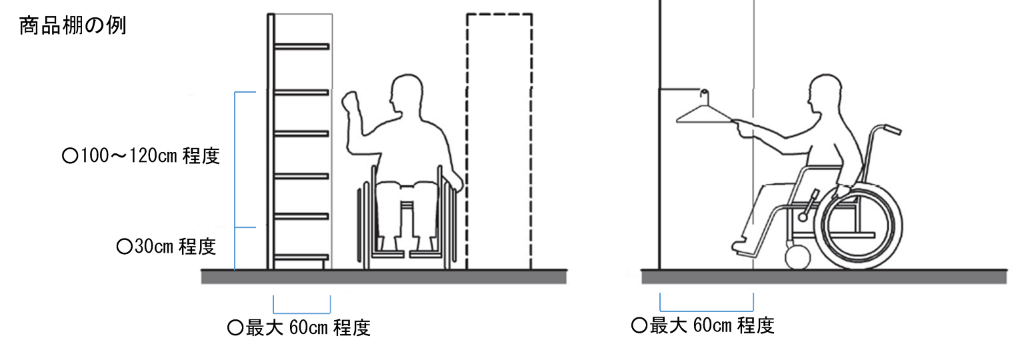 商品棚の例
○100～120cm 程度
○30cm 程度
○最大 60cm 程度
○最大 60cm 程度